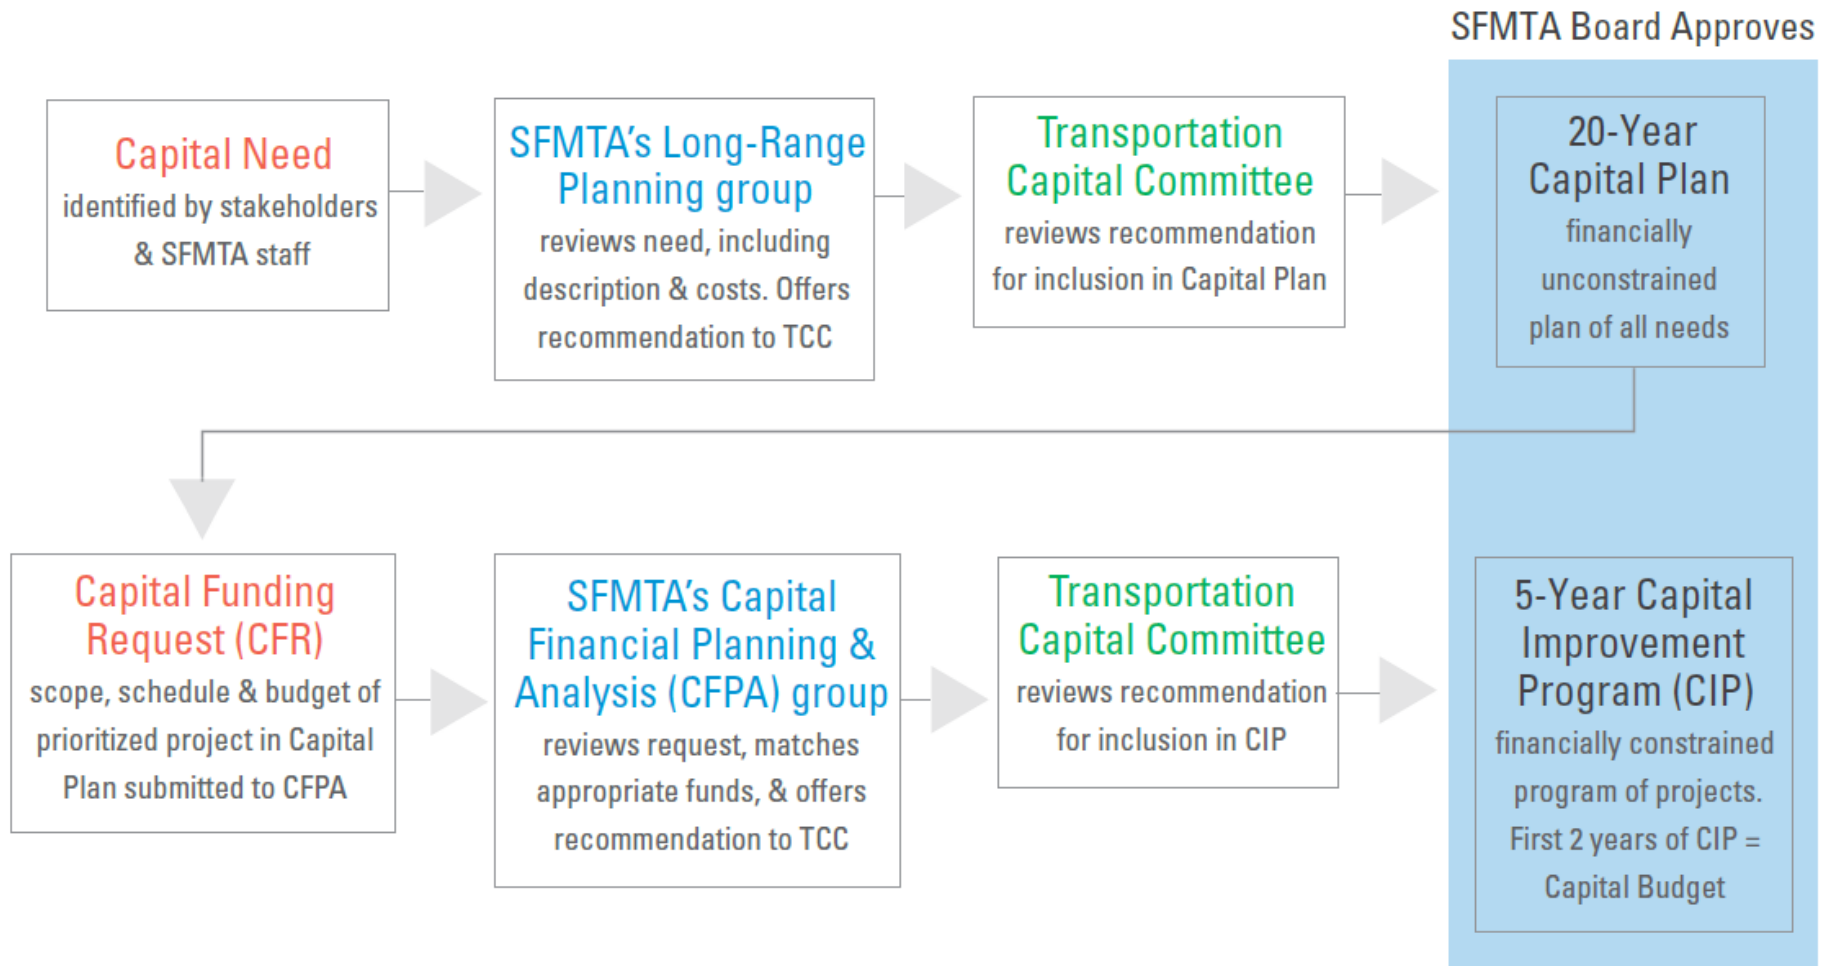 SFMTA Board Approves
Capital Need
identified by stakeholders
& SFMTA staff
SFMTA's Long-Range
Planning group
reviews need, including
description & costs. Offers
recommendation to TCC
Transportation
Capital Committee
reviews recommendation
for inclusion in Capital Plan
20-Year
Capital Plan
financially
unconstrained
plan of all needs
Capital Funding
Request (CFR)
scope, schedule & budget of
prioritized project in Capital
Plan submitted to CFPA
SFMTA's Capital
Financial Planning &
Analysis (CFPA) group
reviews request, matches
appropriate funds, & offers
recommendation to TCC
Transportation
Capital Committee
reviews recommendation
for inclusion in CIP
5-Year Capital
Improvement
Program (CIP)
financially constrained
program of projects.
First 2 years of CIP =
Capital Budget